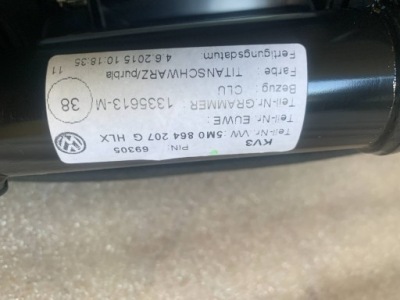 KV3 PIN: 69305
Teil-Nr. VW :5M0 864 207 G HLX
Teil-Nr. EUWE:
Teil-Nr.GRAMMER: 1335613-M
Bezug : CLU
Farbe : TITANSCHWARZ/purbla
Fertigungsdatum 11
4.6.2015 10.18.35
38